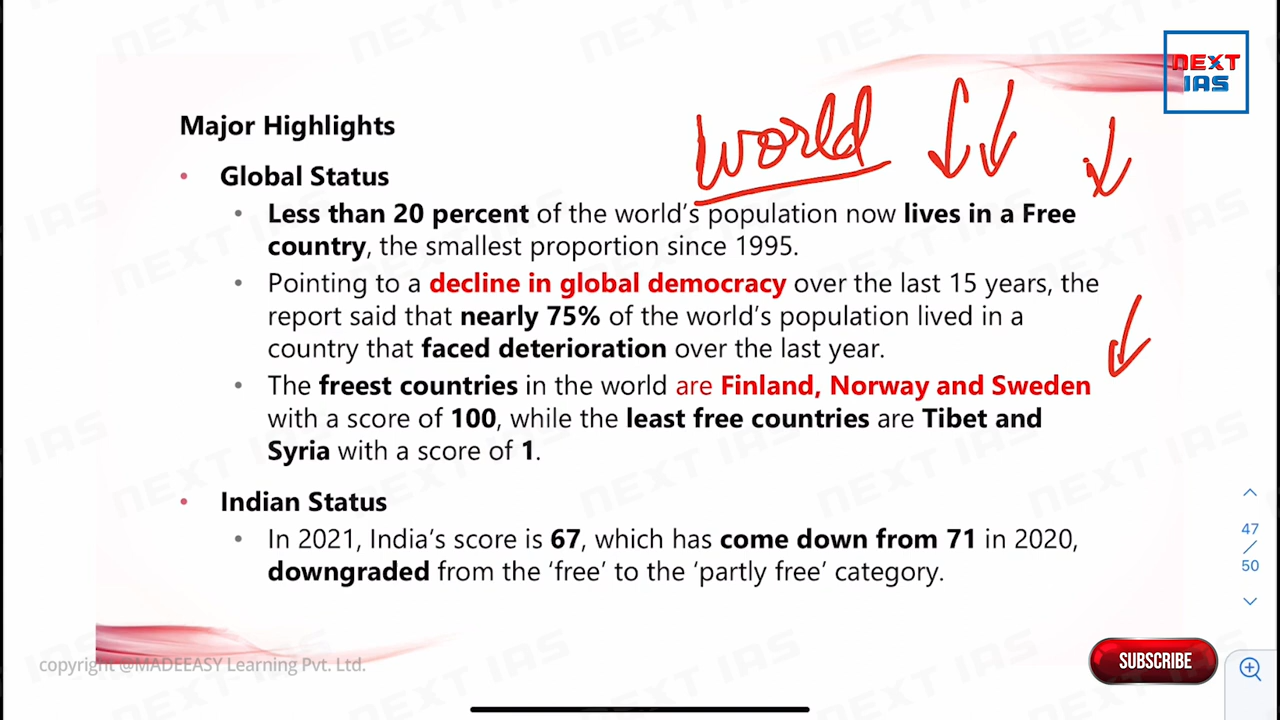 NEXT
IAS
World
Major Highlights
• Global Status
• Less than 20 percent of the world's population now lives in a Free
country, the smallest proportion since 1995.
• Pointing to a decline in global democracy over the last 15 years, the
report said that nearly 75% of the world's population lived in a
country that faced deterioration over the last year.
• The freest countries in the world are Finland, Norway and Sweden
with a score of 100, while the least free countries are Tibet and
Syria with a score of 1.
• Indian Status
• In 2021, India's score is 67, which has come down from 71 in 2020,
downgraded from the 'free' to the 'partly free' category.
47
/
50
copyright @MADEEASY Learning Pvt. Ltd.
SUBSCRIBE